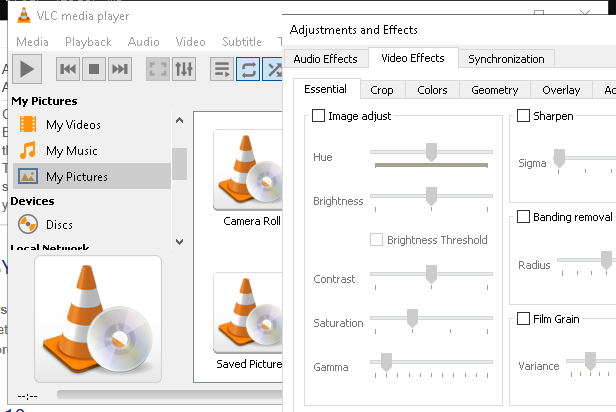 VLC media player
Media Playback Audio Video Subtitle
My Pictures
My Videos
My Music
My Pictures
Devices
Discs
Local Network
Camera Roll
Saved Picture
--:--
Adjustments and Effects
Audio Effects Video Effects Synchronization
Essential Crop Colors Geometry Overlay
Image adjust
Hue
Brightness
Brightness Threshold
Contrast
Saturation
Gamma
Sharpen
Sigma
Banding removal
Radius
Film Grain
Variance